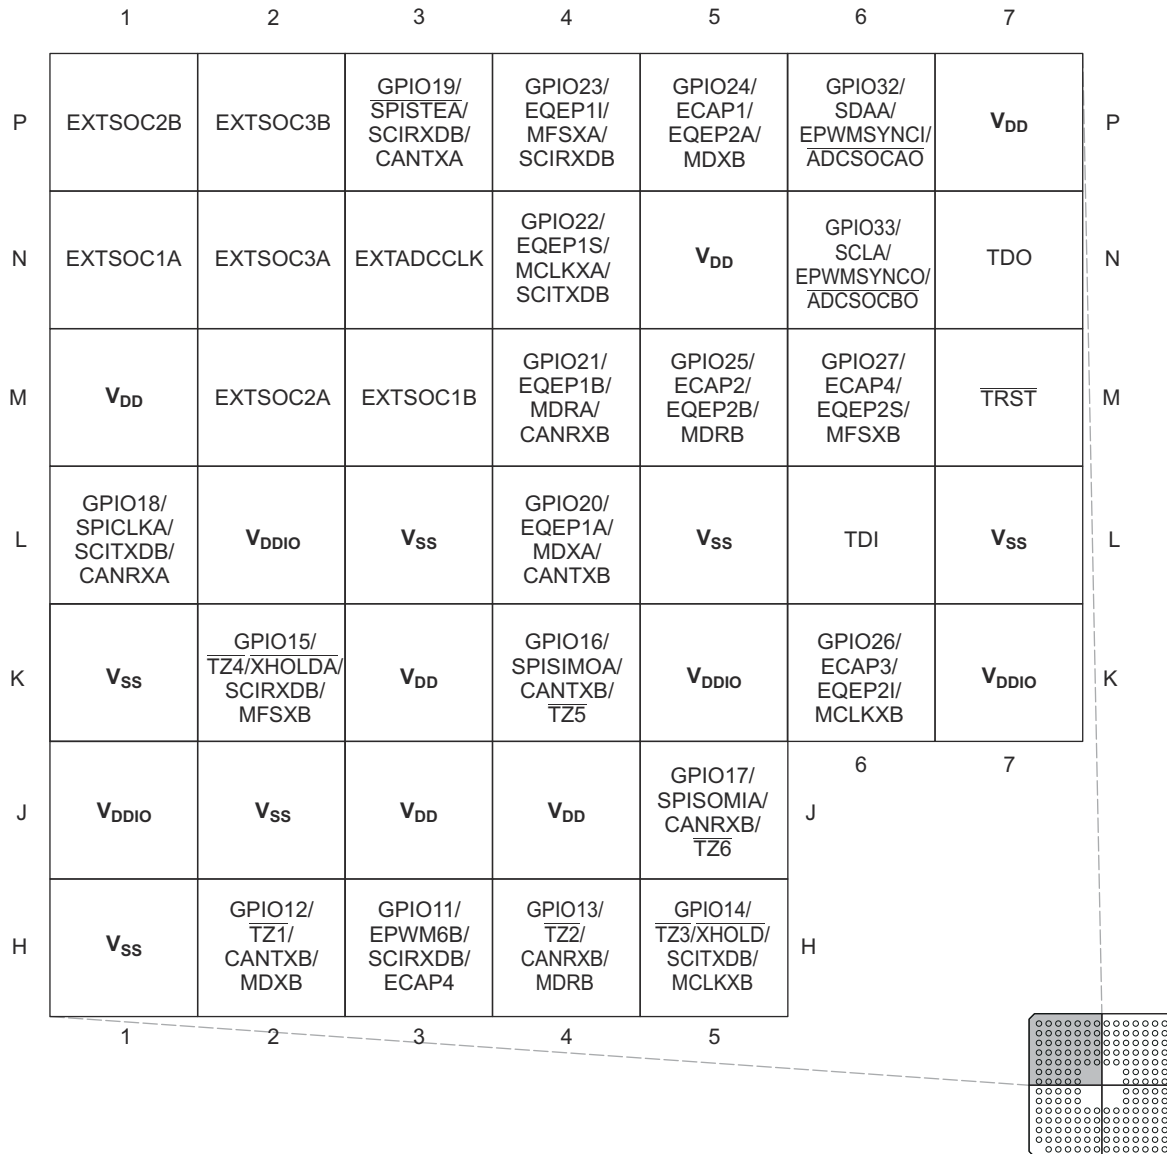 1 2 3 4 5 6 7
P
EXTSOC2B
EXTSOC3B
GPIO19/
SPISTEA/
SCIRXDB/
CANTXA
GPIO23/
EQEP1I/
MFSXA/
SCIRXDB
GPIO24/
ECAP1/
EQEP2A/
MDXB
GPIO32/
SDAA/
EPWMSYNCI/
ADCSOCAO
VDD
P
N
EXTSOC1A
EXTSOC3A
EXTADCCLK
GPIO22/
EQEP1S/
MCLKXA/
SCITXDB
VDD
GPIO33/
SCLA/
EPWMSYNCO/
ADCSOCBO
TDO
N
M
VDD
EXTSOC2A
EXTSOC1B
GPIO21/
EQEP1B/
MDRA/
CANRXB
GPIO25/
ECAP2/
EQEP2B/
MDRB
GPIO27/
ECAP4/
EQEP2S/
MFSXB
TRST
M
L
GPIO18/
SPICLKA/
SCITXDB/
CANRXA
VDDIO
VSS
GPIO20/
EQEP1A/
MDXA/
CANTXB
VSS
TDI
VSS
L
K
VSS
GPIO15/
TZ4/XHOLDA/
SCIRXDB/
MFSXB
VDD
GPIO16/
SPISIMOA/
CANTXB/
TZ5
VDDIO
GPIO26/
ECAP3/
EQEP2I/
MCLKXB
VDDIO
K
6 7
J
VDDIO
VSS
VDD
VDD
GPIO17/
SPISOMIA/
CANRXB/
TZ6
J
H
VSS
GPIO12/
TZ1/
CANTXB/
MDXB
GPIO11/
EPWM6B/
SCIRXDB/
ECAP4
GPIO13/
TZ2/
CANRXB/
MDRB
GPIO14/
TZ3/XHOLD/
SCITXDB/
MCLKXB
H
1 2 3 4 5